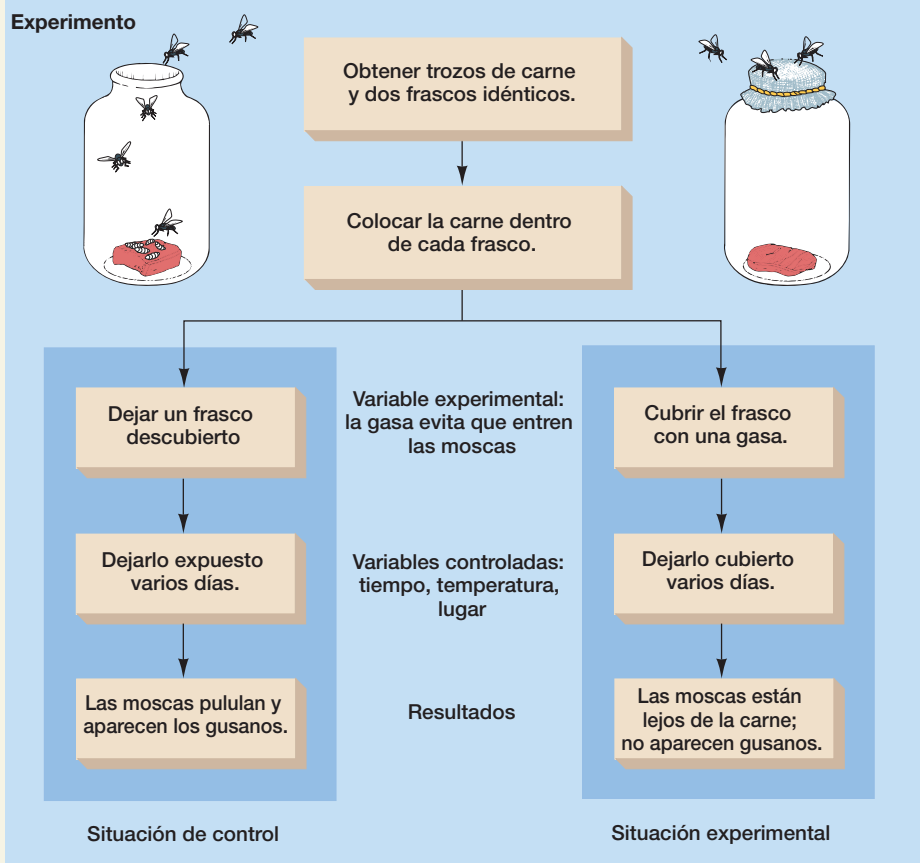 Experimento
Obtener trozos de carne
y dos frascos idénticos.
Colocar la carne dentro
de cada frasco.
Dejar un frasco
descubierto
Variable experimental:
la gasa evita que entren
las moscas
Cubrir el frasco
con una gasa.
Dejarlo expuesto
varios días.
Variables controladas:
tiempo, temperatura,
lugar
Dejarlo cubierto
varios días.
Las moscas pululan y
aparecen los gusanos.
Resultados
Las moscas están
lejos de la carne;
no aparecen gusanos.
Situación de control
Situación experimental